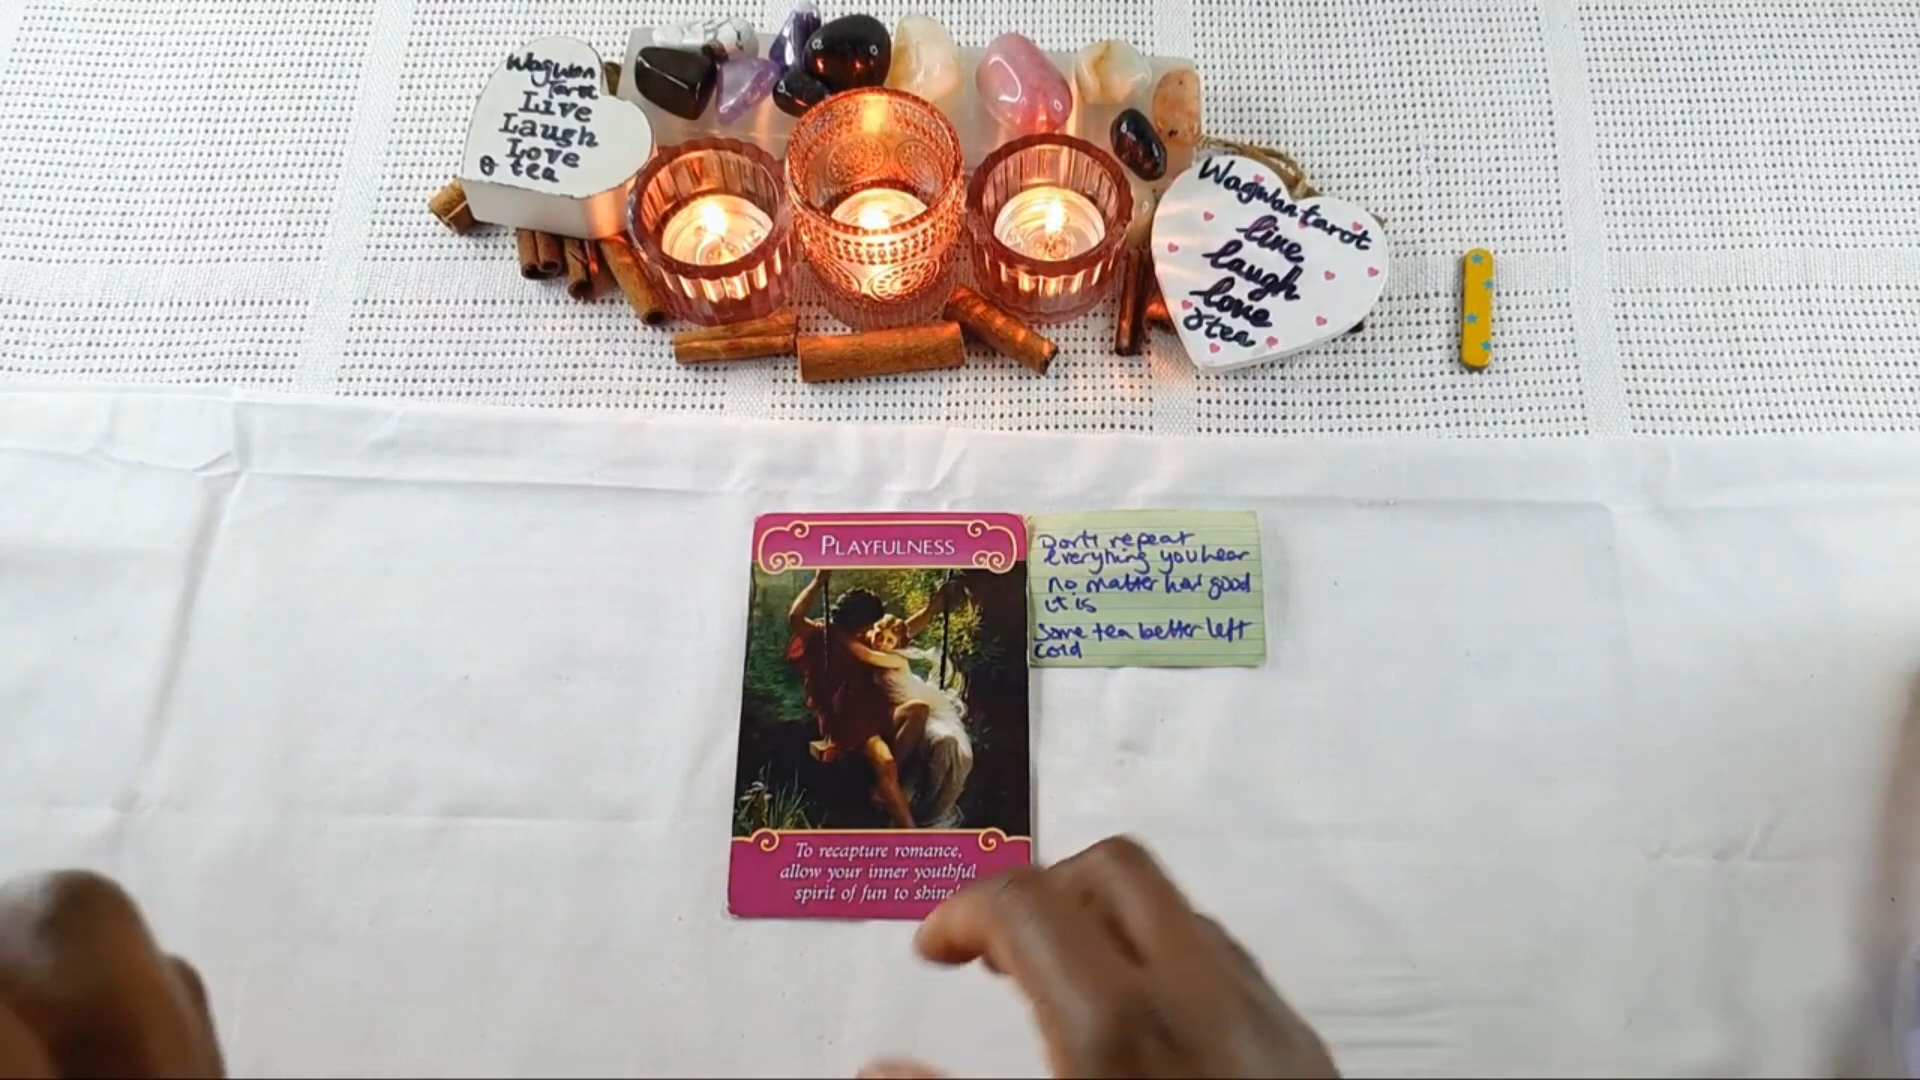 Wagwan
Tarot
Live
Laugh
Love
& tea
Wagwan tarot
live
laugh
love
& tea
PLAYFULNESS
To recapture romance,
allow your inner youthful
spirit of fun to shine!
Don't repeat
everything you hear
no matter how good
it is
Some tea better left
cold